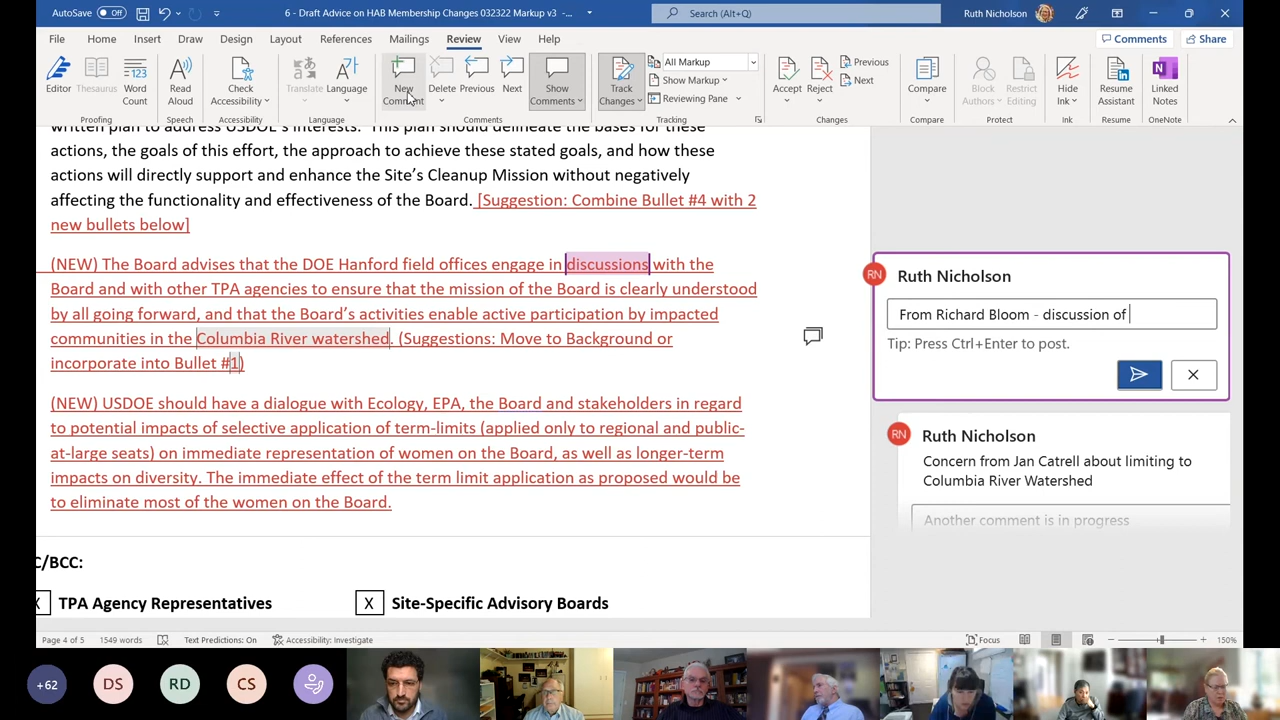 AutoSave Off 6 - Draft Advice on HAB Membership Changes 032322 Markup v3 -... Search (Alt+Q) Ruth Nicholson
File Home Insert Draw Design Layout References Mailings Review View Help Comments Share
Editor Thesaurus Word Count Read Aloud Check Accessibility Translate Language New Comment Delete Previous Next Show Comments Track Changes All Markup Show Markup Reviewing Pane Accept Reject Previous Next Compare Block Authors Restrict Editing Hide Ink Resume Assistant Linked Notes
Proofing Speech Accessibility Language Comments Tracking Changes Compare Protect Ink Resume OneNote
written plan to address USDOE's interests. This plan should delineate the bases for these
actions, the goals of this effort, the approach to achieve these stated goals, and how these
actions will directly support and enhance the Site's Cleanup Mission without negatively
affecting the functionality and effectiveness of the Board. [Suggestion: Combine Bullet #4 with 2
new bullets below]
(NEW) The Board advises that the DOE Hanford field offices engage in discussions with the
Board and with other TPA agencies to ensure that the mission of the Board is clearly understood
by all going forward, and that the Board's activities enable active participation by impacted
communities in the Columbia River watershed. (Suggestions: Move to Background or
incorporate into Bullet #1)
(NEW) USDOE should have a dialogue with Ecology, EPA, the Board and stakeholders in regard
to potential impacts of selective application of term-limits (applied only to regional and public-
at-large seats) on immediate representation of women on the Board, as well as longer-term
impacts on diversity. The immediate effect of the term limit application as proposed would be
to eliminate most of the women on the Board.
C/BCC:
X TPA Agency Representatives X Site-Specific Advisory Boards
RN Ruth Nicholson
From Richard Bloom - discussion of
Tip: Press Ctrl+Enter to post.
RN Ruth Nicholson
Concern from Jan Catrell about limiting to
Columbia River Watershed
Another comment is in progress
Page 4 of 5 1549 words Text Predictions: On Accessibility: Investigate Focus 150%
+62 DS RD CS